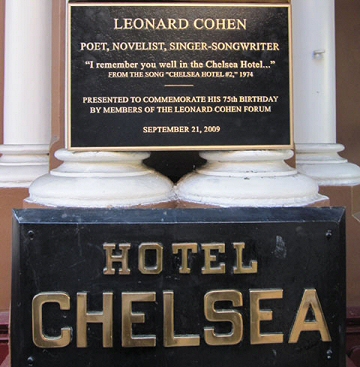 LEONARD COHEN
POET, NOVELIST, SINGER-SONGWRITER
“I remember you well in the Chelsea Hotel...”
FROM THE SONG “CHELSEA HOTEL #2,” 1974
PRESENTED TO COMMEMORATE HIS 75th BIRTHDAY
BY MEMBERS OF THE LEONARD COHEN FORUM
SEPTEMBER 21, 2009
HOTEL
CHELSEA